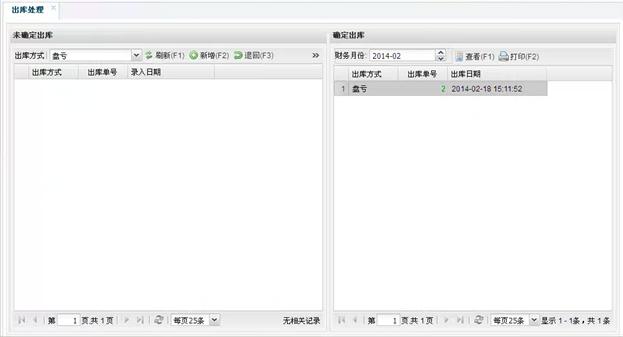 出库处理
未确定出库
出库方式 盘亏 刷新(F1) 新增(F2) 退回(F3) »
出库方式 出库单号 录入日期
第 1 页,共 1 页 每页25条 无相关记录
确定出库
财务月份: 2014-02 查看(F1) 打印(F2)
出库方式 出库单号 出库日期
1 盘亏 2 2014-02-18 15:11:52
第 1 页,共 1 页 每页25条 显示 1 - 1条，共 1 条